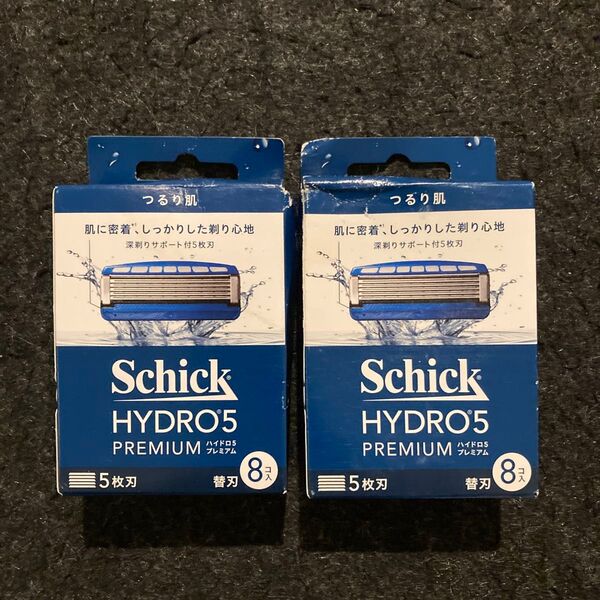 つるり肌
肌に密着*、しっかりした剃り心地
深剃りサポート付5枚刃
Schick
HYDRO®5
PREMIUM ハイドロ5
プレミアム
5枚刃 替刃 8コ入
つるり肌
肌に密着*、しっかりした剃り心地
深剃りサポート付5枚刃
Schick
HYDRO®5
PREMIUM ハイドロ5
プレミアム
5枚刃 替刃 8コ入